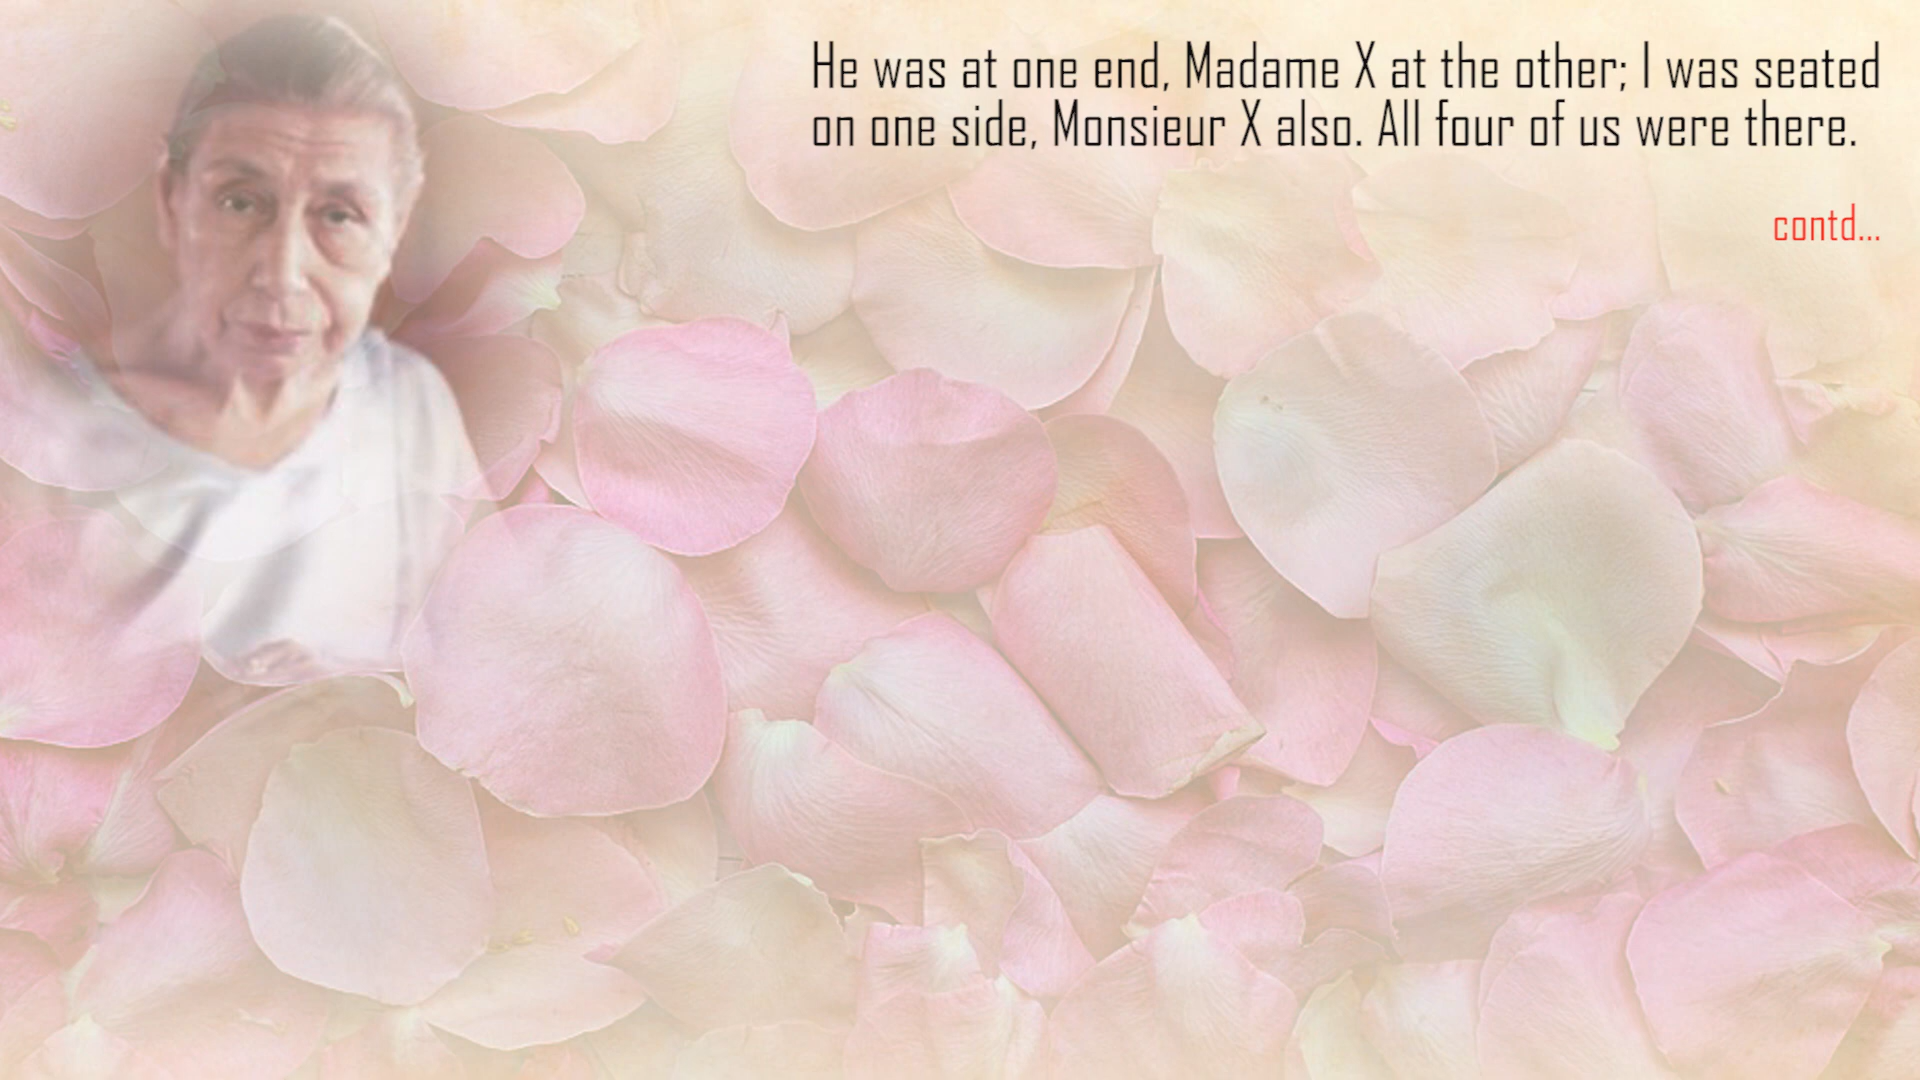 He was at one end, Madame X at the other; I was seated
on one side, Monsieur X also. All four of us were there.
contd...